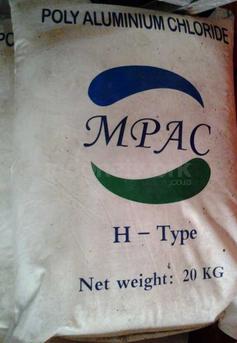 POLY ALUMINIUM CHLORIDE
MPAC
H - Type
Net weight: 20 KG